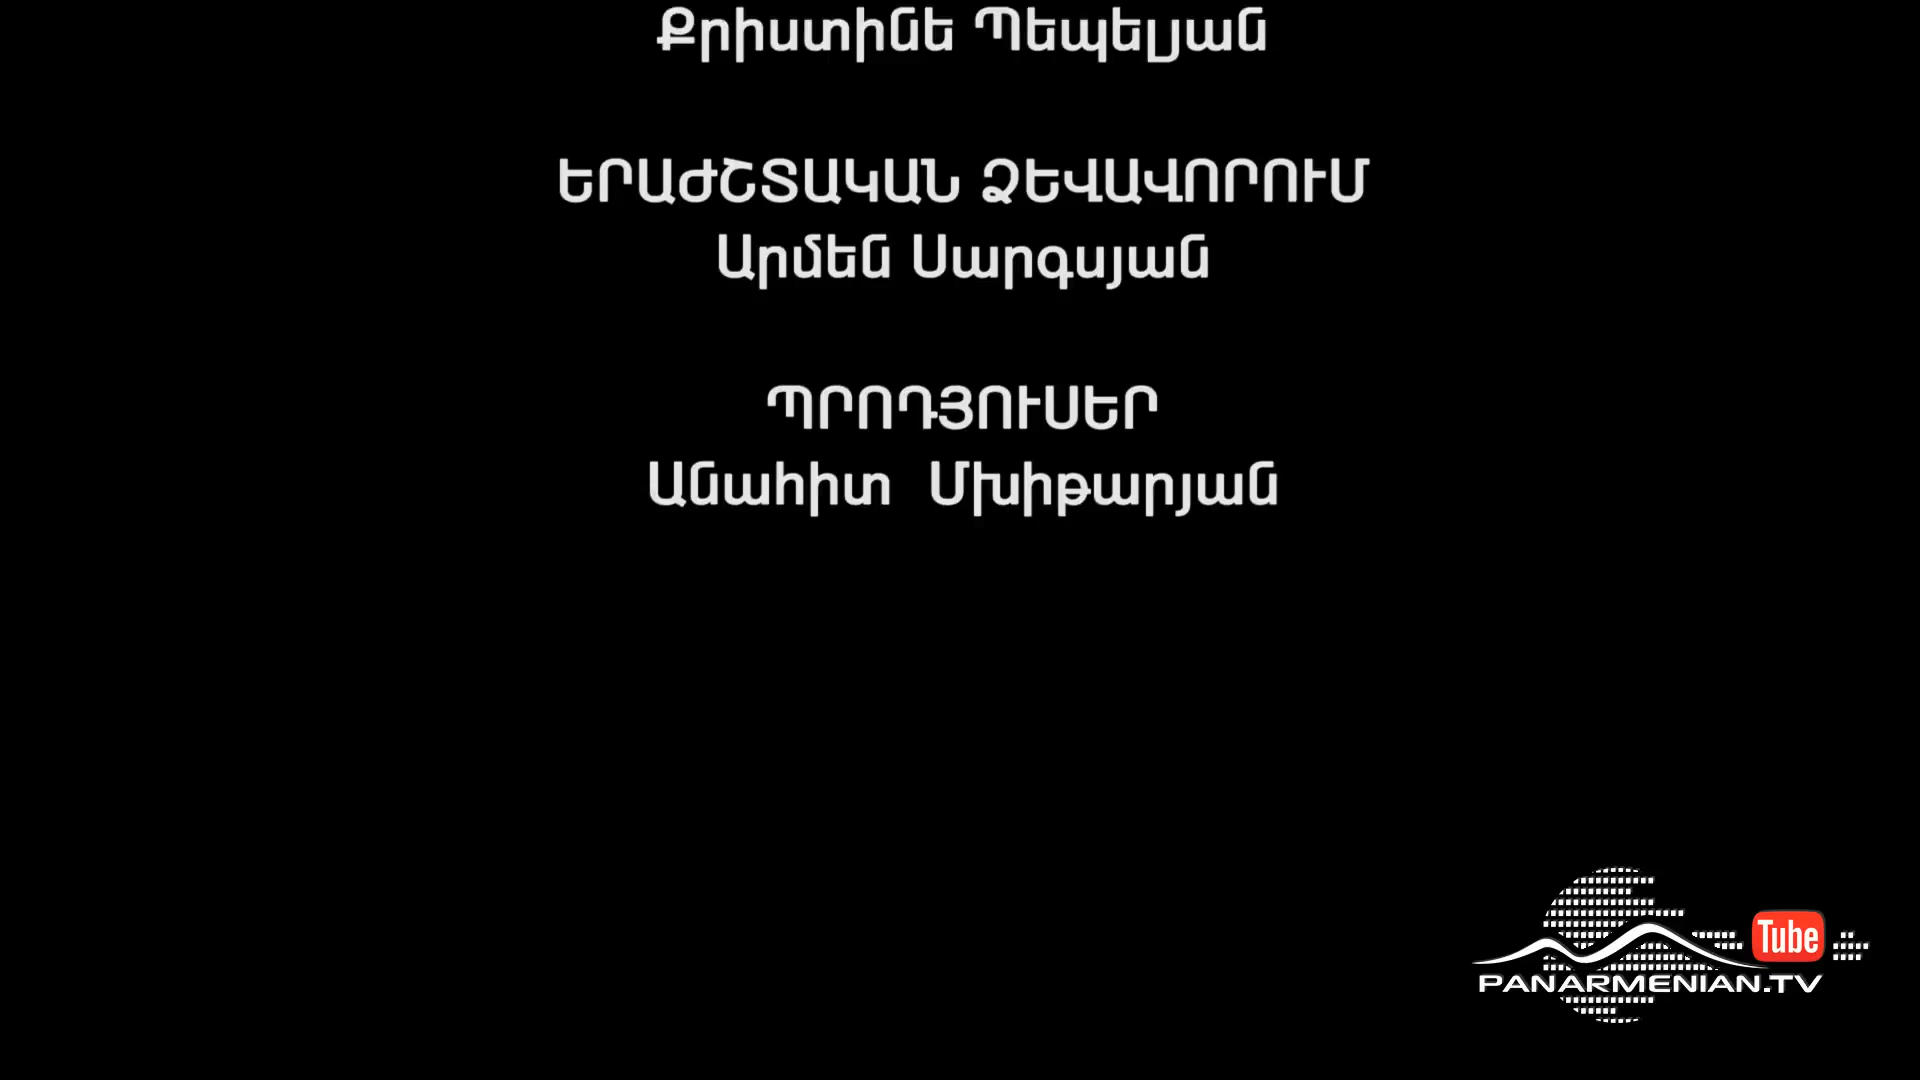 Քրիստինե Պեպելյան
ԵՐԱԺՇՏԱԿԱՆ ՁԵՎԱՎՈՐՈՒՄ
Արմեն Սարգսյան
ՊՐՈԴՅՈՒՍԵՐ
Անահիտ Մխիթարյան
Tube
PANARMENIAN.TV